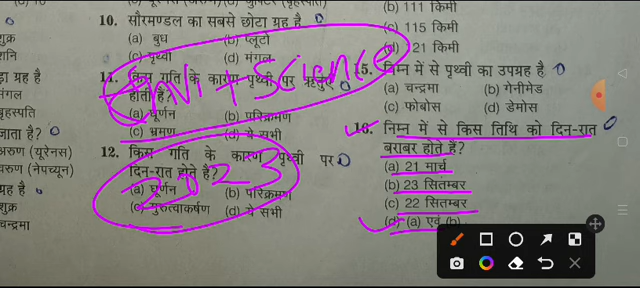 10. सौरमण्डल का सबसे छोटा ग्रह है
(a) बुध (b) प्लूटो
(c) पृथ्वी (d) मंगल
11. किस गति के कारण पृथ्वी पर ऋतुएँ
होती हैं?
(a) घूर्णन (b) परिक्रमण
(c) भ्रमण (d) ये सभी
12. किस गति के कारण पृथ्वी पर
दिन-रात होते हैं?
(a) घूर्णन (b) परिक्रमण
(c) गुरुत्वाकर्षण (d) ये सभी
Science
2023
शुक्र
शनि
ग्रह है
मंगल
बृहस्पति
जाता है?
अरुण (यूरेनस)
वरुण (नेपच्यून)
ग्रह है
शुक्र
चन्द्रमा
(b) 111 किमी
(c) 115 किमी
(d) 21 किमी
15. निम्न में से पृथ्वी का उपग्रह है
(a) चन्द्रमा (b) गेनीमेड
(c) फोबोस (d) डेमोस
16. निम्न में से किस तिथि को दिन-रात
बराबर होते हैं?
(a) 21 मार्च
(b) 23 सितम्बर
(c) 22 सितम्बर
(d) (a) एवं (b)